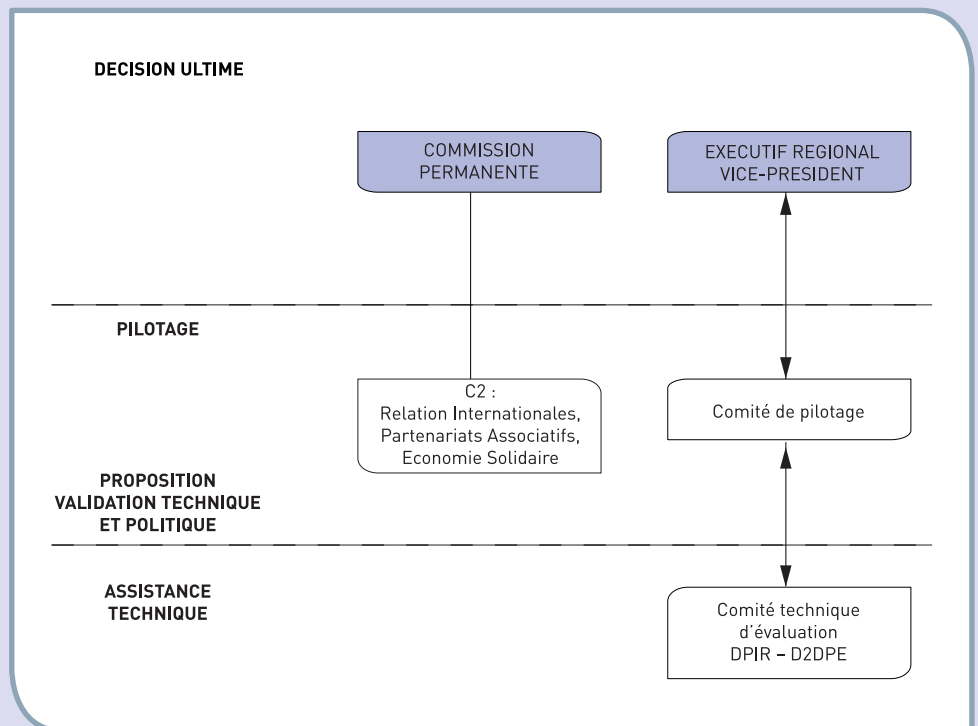 DECISION ULTIME
COMMISSION
PERMANENTE
EXECUTIF REGIONAL
VICE-PRESIDENT
PILOTAGE
C2 :
Relation Internationales,
Partenariats Associatifs,
Economie Solidaire
Comité de pilotage
PROPOSITION
VALIDATION TECHNIQUE
ET POLITIQUE
ASSISTANCE
TECHNIQUE
Comité technique
d'évaluation
DPIR – D2DPE